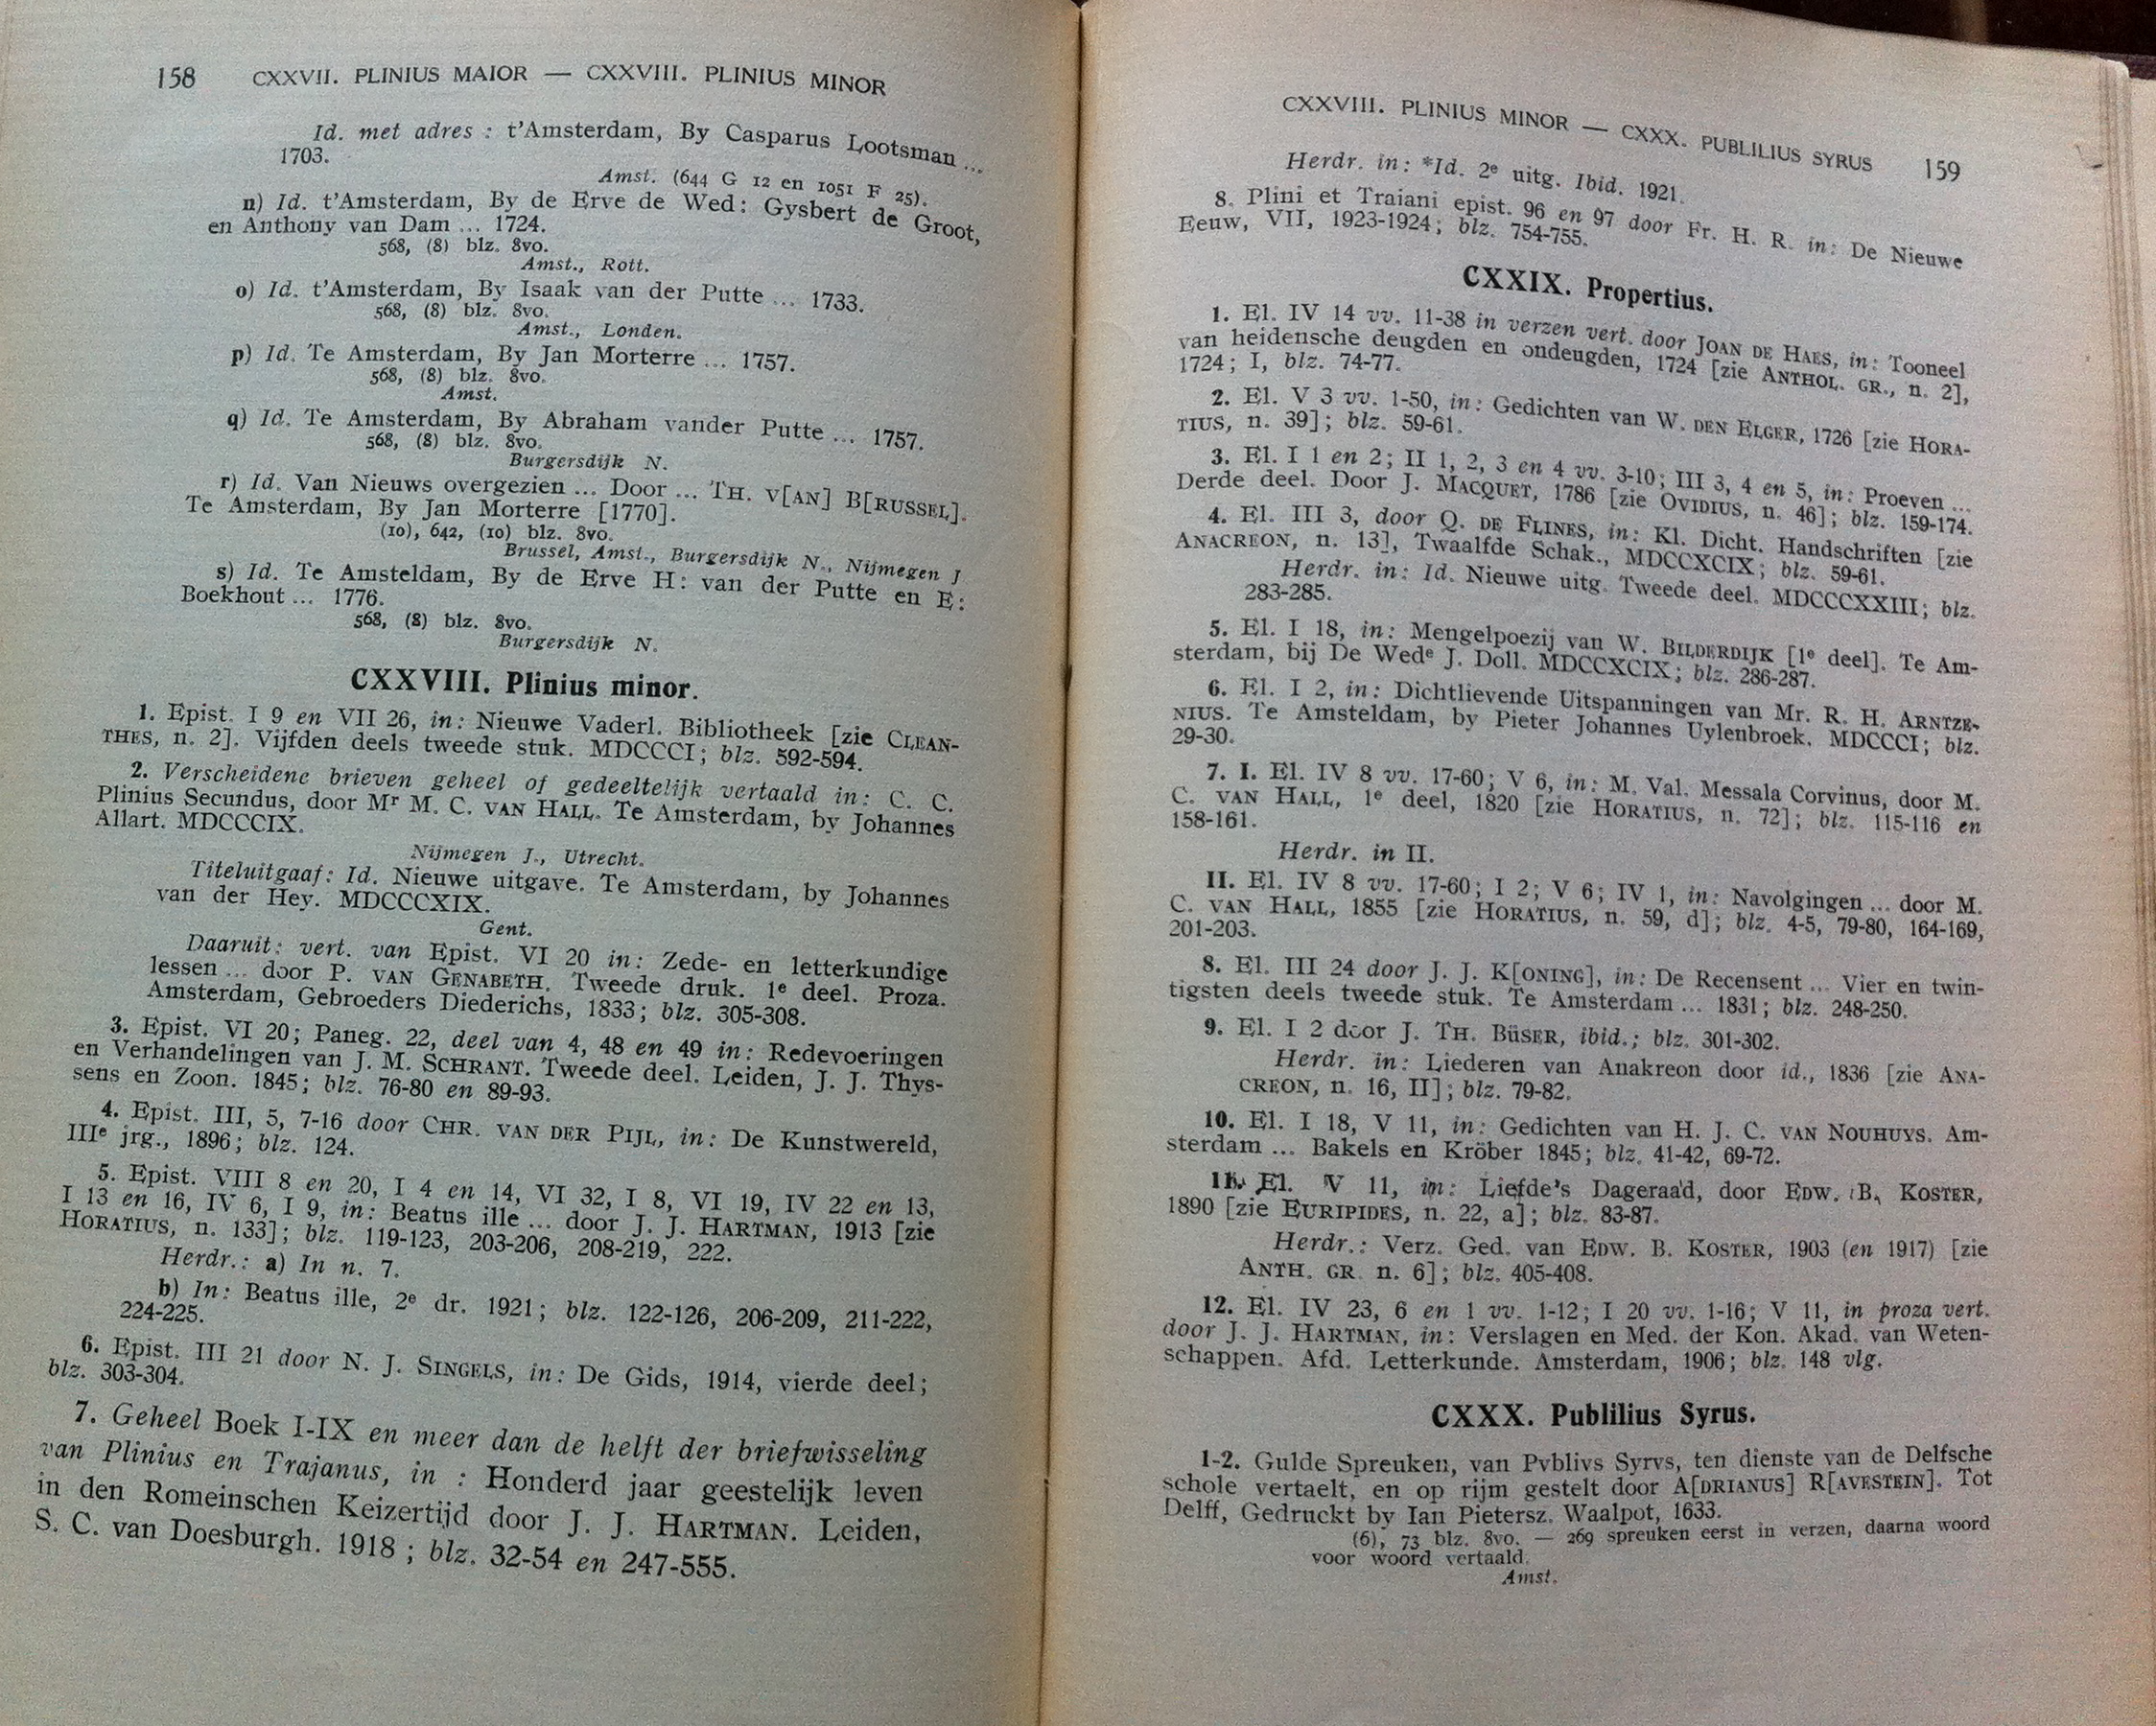 158 CXXVII. PLINIUS MAIOR — CXXVIII. PLINIUS MINOR
Id. met adres : t'Amsterdam, By Casparus Lootsman ...
1703.
Amst. (644 G 12 en 1051 F 25).
n) Id. t'Amsterdam, By de Erve de Wed: Gysbert de Groot,
en Anthony van Dam ... 1724.
568, (8) blz. 8vo.
Amst., Rott.
o) Id. t'Amsterdam, By Isaak van der Putte ... 1733.
568, (8) blz. 8vo.
Amst., Londen.
p) Id. Te Amsterdam, By Jan Morterre ... 1757.
568, (8) blz. 8vo.
Amst.
q) Id. Te Amsterdam, By Abraham vander Putte ... 1757.
568, (8) blz. 8vo.
Burgersdijk N.
r) Id. Van Nieuws overgezien ... Door ... TH. V[AN] B[RUSSEL].
Te Amsterdam, By Jan Morterre [1770].
(10), 642, (10) blz. 8vo.
Brussel, Amst., Burgersdijk N., Nijmegen J
s) Id. Te Amsteldam, By de Erve H: van der Putte en E:
Boekhout ... 1776.
568, (8) blz. 8vo.
Burgersdijk N.
CXXVIII. Plinius minor.
1. Epist. I 9 en VII 26, in: Nieuwe Vaderl. Bibliotheek [zie CLEAN-
THES, n. 2]. Vijfden deels tweede stuk. MDCCCI; blz. 592-594.
2. Verscheidene brieven geheel of gedeeltelijk vertaald in: C. C.
Plinius Secundus, door Mr M. C. VAN HALL. Te Amsterdam, by Johannes
Allart. MDCCCIX.
Nijmegen J., Utrecht.
Titeluitgaaf: Id. Nieuwe uitgave. Te Amsterdam, by Johannes
van der Hey. MDCCCXIX.
Gent.
Daaruit: vert. van Epist. VI 20 in: Zede- en letterkundige
lessen ... door P. VAN GENABETH. Tweede druk. 1e deel. Proza.
Amsterdam, Gebroeders Diederichs, 1833; blz. 305-308.
3. Epist. VI 20; Paneg. 22, deel van 4, 48 en 49 in: Redevoeringen
en Verhandelingen van J. M. SCHRANT. Tweede deel. Leiden, J. J. Thys-
sens en Zoon. 1845; blz. 76-80 en 89-93.
4. Epist. III, 5, 7-16 door CHR. VAN DER PIJL, in: De Kunstwereld,
IIIe jrg., 1896; blz. 124.
5. Epist. VIII 8 en 20, I 4 en 14, VI 32, I 8, VI 19, IV 22 en 13,
I 13 en 16, IV 6, I 9, in: Beatus ille ... door J. J. HARTMAN, 1913 [zie
HORATIUS, n. 133]; blz. 119-123, 203-206, 208-219, 222.
Herdr.: a) In n. 7.
b) In: Beatus ille, 2e dr. 1921; blz. 122-126, 206-209, 211-222,
224-225.
6. Epist. III 21 door N. J. SINGELS, in: De Gids, 1914, vierde deel;
blz. 303-304.
7. Geheel Boek I-IX en meer dan de helft der briefwisseling
van Plinius en Trajanus, in : Honderd jaar geestelijk leven
in den Romeinschen Keizertijd door J. J. HARTMAN. Leiden,
S. C. van Doesburgh. 1918 ; blz. 32-54 en 247-555.
CXXVIII. PLINIUS MINOR — CXXX. PUBLILIUS SYRUS 159
Herdr. in: *Id. 2e uitg. Ibid. 1921.
8. Plini et Traiani epist. 96 en 97 door Fr. H. R. in: De Nieuwe
Eeuw, VII, 1923-1924; blz. 754-755.
CXXIX. Propertius.
1. El. IV 14 vv. 11-38 in verzen vert. door JOAN DE HAES, in: Tooneel
van heidensche deugden en ondeugden, 1724 [zie ANTHOL. GR., n. 2],
1724; I, blz. 74-77.
2. El. V 3 vv. 1-50, in: Gedichten van W. DEN ELGER, 1726 [zie HORA-
TIUS, n. 39]; blz. 59-61.
3. El. I 1 en 2; II 1, 2, 3 en 4 vv. 3-10; III 3, 4 en 5, in: Proeven ...
Derde deel. Door J. MACQUET, 1786 [zie OVIDIUS, n. 46]; blz. 159-174.
4. El. III 3, door Q. DE FLINES, in: Kl. Dicht. Handschriften [zie
ANACREON, n. 13], Twaalfde Schak., MDCCXCIX; blz. 59-61.
Herdr. in: Id. Nieuwe uitg. Tweede deel. MDCCCXXIII; blz.
283-285.
5. El. I 18, in: Mengelpoezij van W. BILDERDIJK [1e deel]. Te Am-
sterdam, bij De Wede J. Doll. MDCCXCIX; blz. 286-287.
6. El. I 2, in: Dichtlievende Uitspanningen van Mr. R. H. ARNTZE-
NIUS. Te Amsteldam, by Pieter Johannes Uylenbroek. MDCCCI; blz.
29-30.
7. I. El. IV 8 vv. 17-60; V 6, in: M. Val. Messala Corvinus, door M.
C. VAN HALL, 1e deel, 1820 [zie HORATIUS, n. 72]; blz. 115-116 en
158-161.
Herdr. in II.
II. El. IV 8 vv. 17-60; I 2; V 6; IV 1, in: Navolgingen ... door M.
C. VAN HALL, 1855 [zie HORATIUS, n. 59, d]; blz. 4-5, 79-80, 164-169,
201-203.
8. El. III 24 door J. J. K[ONING], in: De Recensent ... Vier en twin-
tigsten deels tweede stuk. Te Amsterdam ... 1831; blz. 248-250.
9. El. I 2 door J. TH. BÜSER, ibid.; blz. 301-302.
Herdr. in: Liederen van Anakreon door id., 1836 [zie ANA-
CREON, n. 16, II]; blz. 79-82.
10. El. I 18, V 11, in: Gedichten van H. J. C. VAN NOUHUYS. Am-
sterdam ... Bakels en Kröber 1845; blz. 41-42, 69-72.
11. El. V 11, in: Liefde's Dageraad, door EDW. B. KOSTER,
1890 [zie EURIPIDES, n. 22, a]; blz. 83-87.
Herdr.: Verz. Ged. van EDW. B. KOSTER, 1903 (en 1917) [zie
ANTH. GR. n. 6]; blz. 405-408.
12. El. IV 23, 6 en 1 vv. 1-12; I 20 vv. 1-16; V 11, in proza vert.
door J. J. HARTMAN, in: Verslagen en Med. der Kon. Akad. van Weten-
schappen. Afd. Letterkunde. Amsterdam, 1906; blz. 148 vlg.
CXXX. Publilius Syrus.
1-2. Gulde Spreuken, van Pvblivs Syrvs, ten dienste van de Delfsche
schole vertaelt, en op rijm gestelt door A[DRIANUS] R[AVESTEIN]. Tot
Delff, Gedruckt by Ian Pietersz. Waalpot, 1633.
(6), 73 blz. 8vo. — 269 spreuken eerst in verzen, daarna woord
voor woord vertaald.
Amst.